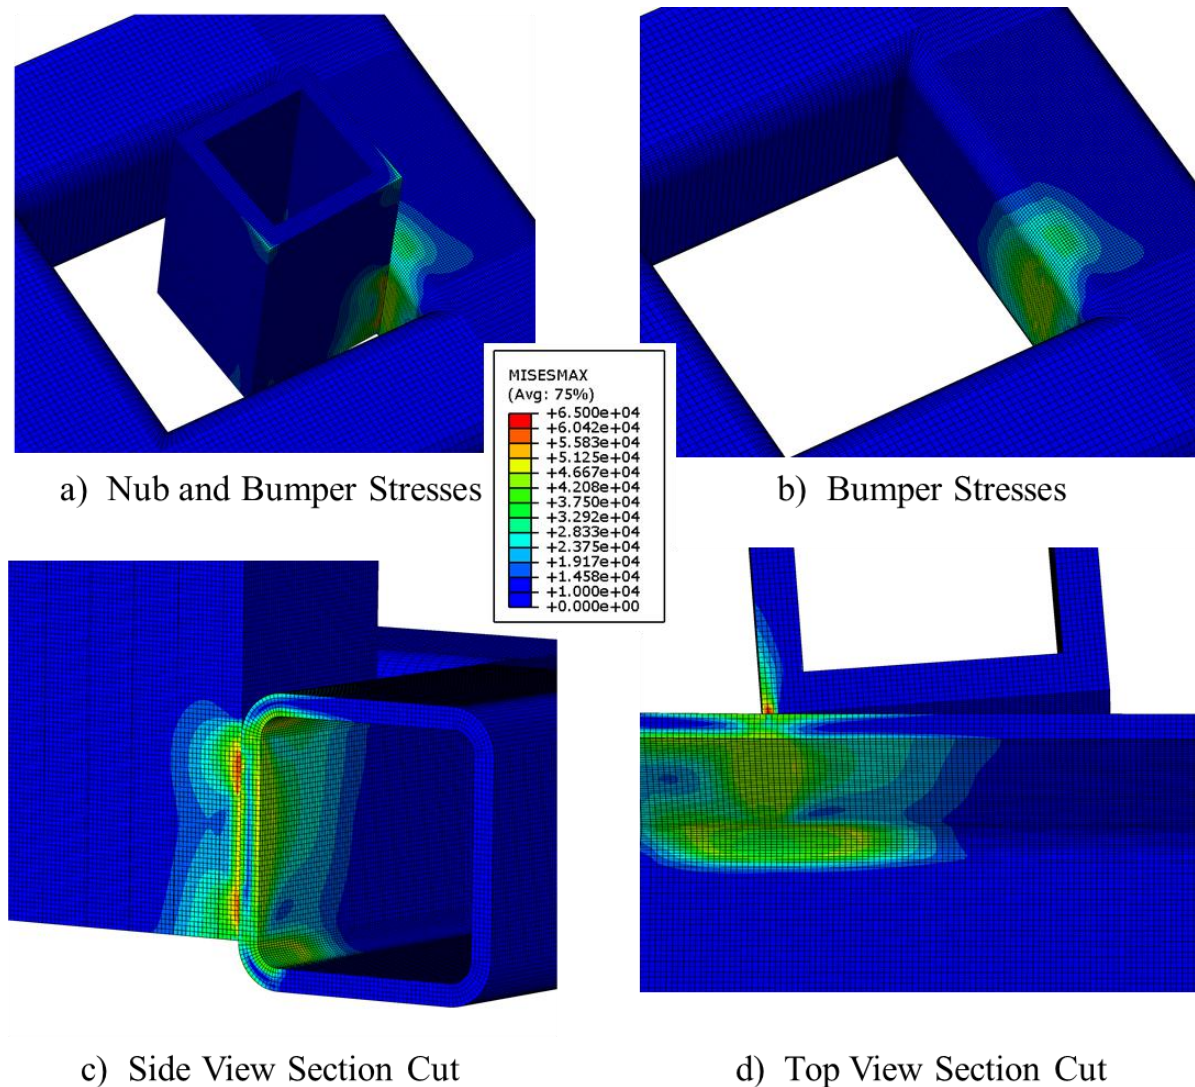 a) Nub and Bumper Stresses
b) Bumper Stresses
MISESMAX
(Avg: 75%)
+6.500e+04
+6.042e+04
+5.583e+04
+5.125e+04
+4.667e+04
+4.208e+04
+3.750e+04
+3.292e+04
+2.833e+04
+2.375e+04
+1.917e+04
+1.458e+04
+1.000e+04
+0.000e+00
c) Side View Section Cut
d) Top View Section Cut